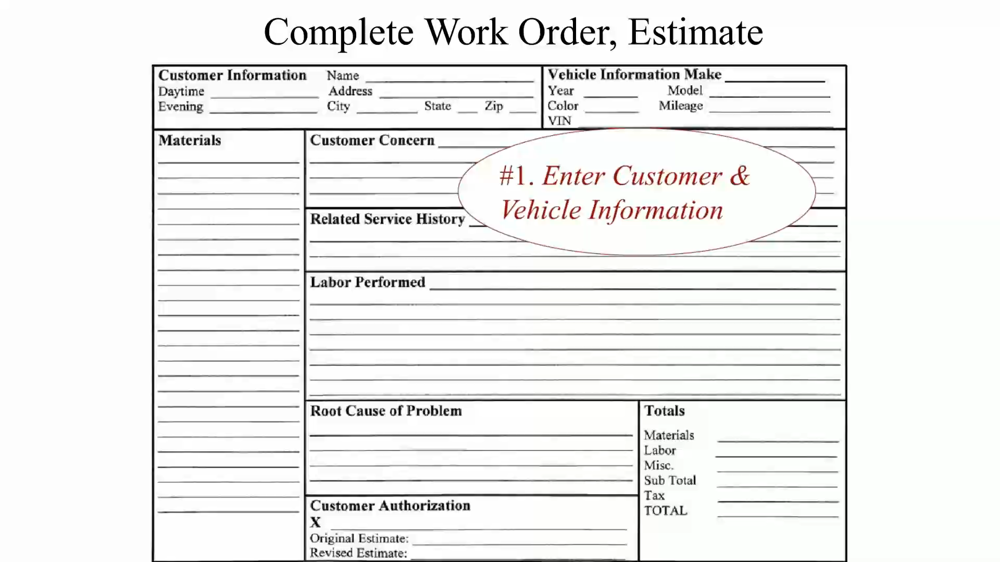 Complete Work Order, Estimate
Customer Information Name
Daytime Address
Evening City State Zip
Vehicle Information Make
Year Model
Color Mileage
VIN
Materials
Customer Concern
#1. Enter Customer &
Vehicle Information
Related Service History
Labor Performed
Root Cause of Problem
Totals
Materials
Labor
Misc.
Sub Total
Tax
TOTAL
Customer Authorization
X
Original Estimate:
Revised Estimate: